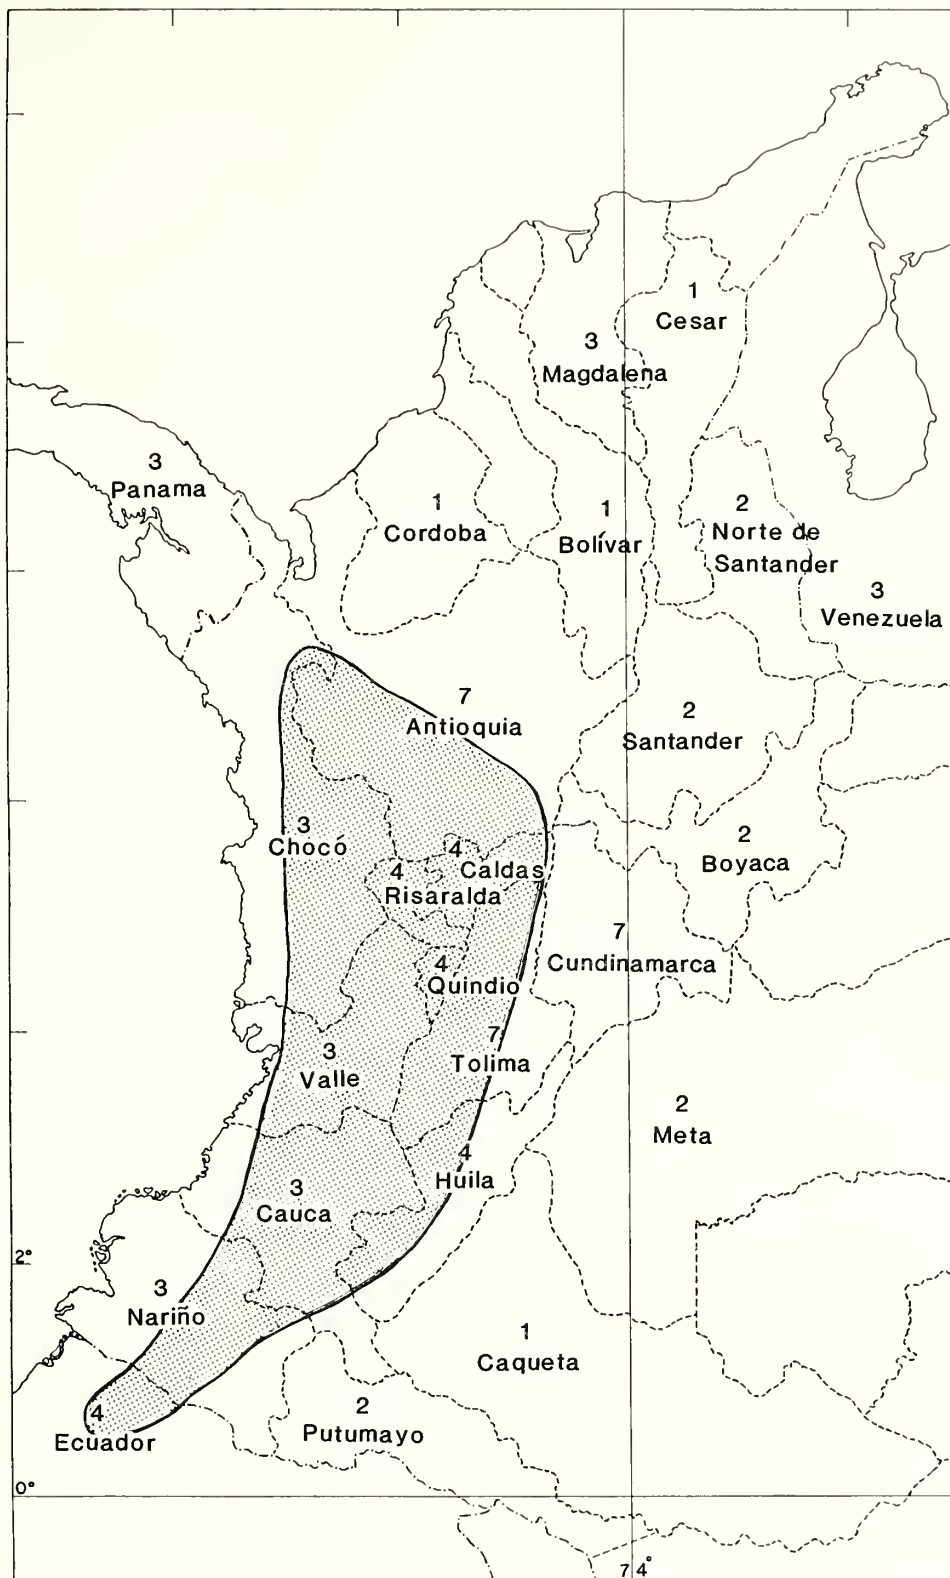 1
Cesar
3
Magdalena
3
Panama
1
Cordoba
1
Bolívar
2
Norte de
Santander
3
Venezuela
7
Antioquia
2
Santander
3
Chocó
4
Caldas
4
Risaralda
2
Boyaca
7
Cundinamarca
4
Quindio
7
Tolima
3
Valle
2
Meta
4
Huila
3
Cauca
2°
3
Nariño
1
Caqueta
4
Ecuador
2
Putumayo
0°
74°